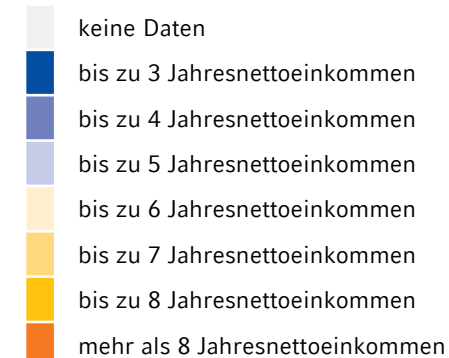 keine Daten
bis zu 3 Jahresnettoeinkommen
bis zu 4 Jahresnettoeinkommen
bis zu 5 Jahresnettoeinkommen
bis zu 6 Jahresnettoeinkommen
bis zu 7 Jahresnettoeinkommen
bis zu 8 Jahresnettoeinkommen
mehr als 8 Jahresnettoeinkommen